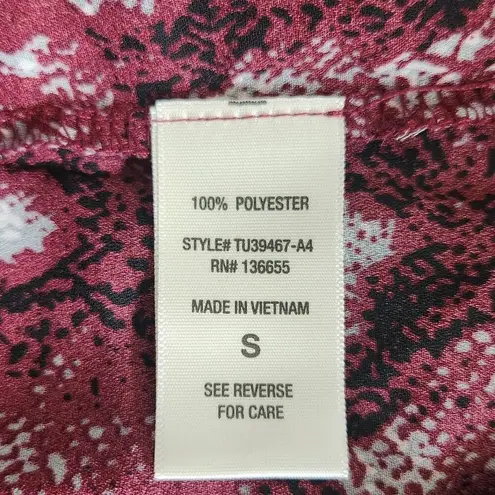 100% POLYESTER
STYLE# TU39467-A4
RN# 136655
MADE IN VIETNAM
S
SEE REVERSE
FOR CARE